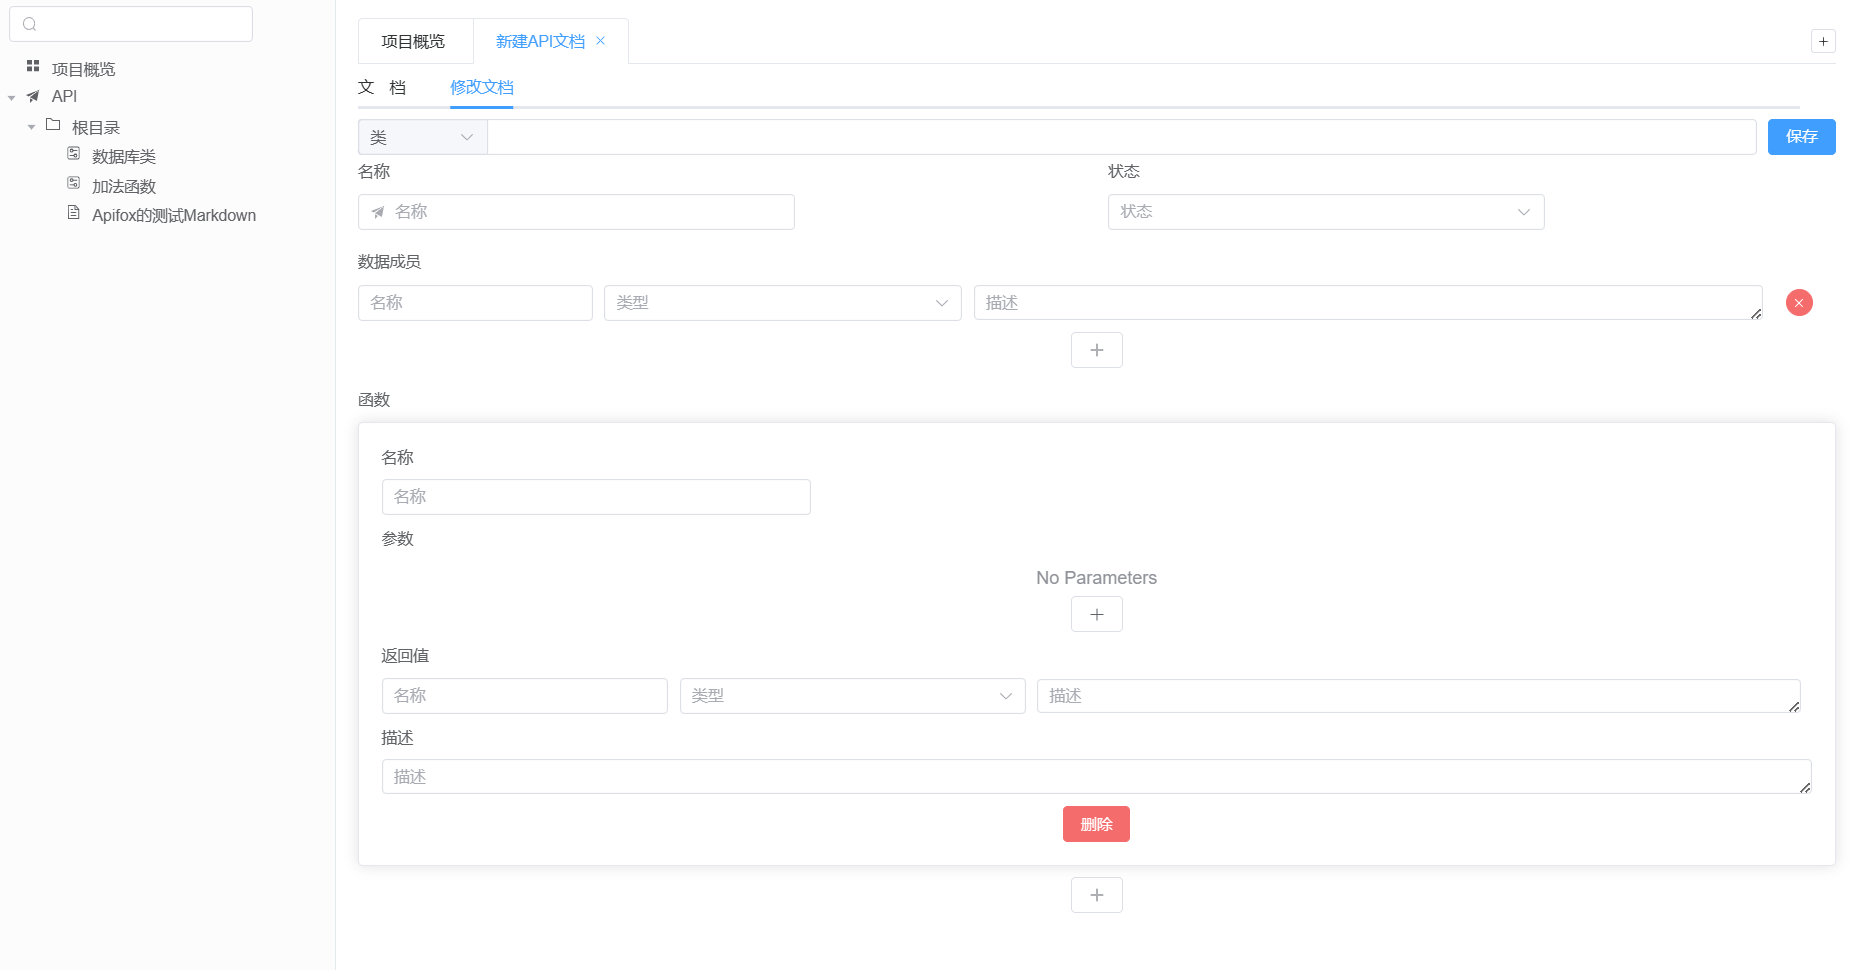 项目概览
API
根目录
数据库类
加法函数
Apifox的测试Markdown
项目概览
新建API文档
文 档
修改文档
类
保存
名称
状态
名称
状态
数据成员
名称
类型
描述
函数
名称
名称
参数
No Parameters
返回值
名称
类型
描述
描述
描述
删除